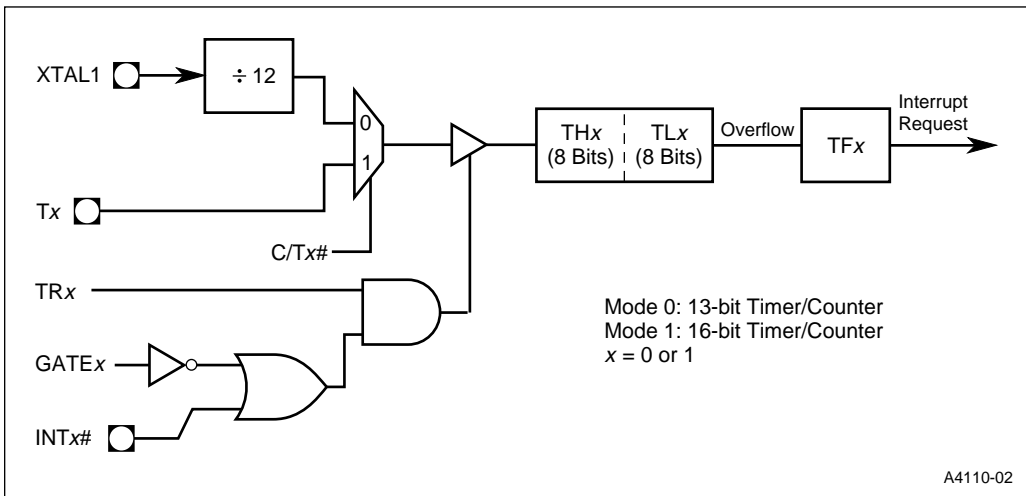 XTAL1
÷ 12
0
1
Tx
C/Tx#
THx
(8 Bits)
TLx
(8 Bits)
Overflow
TFx
Interrupt
Request
TRx
GATEx
INTx#
Mode 0: 13-bit Timer/Counter
Mode 1: 16-bit Timer/Counter
x = 0 or 1
A4110-02